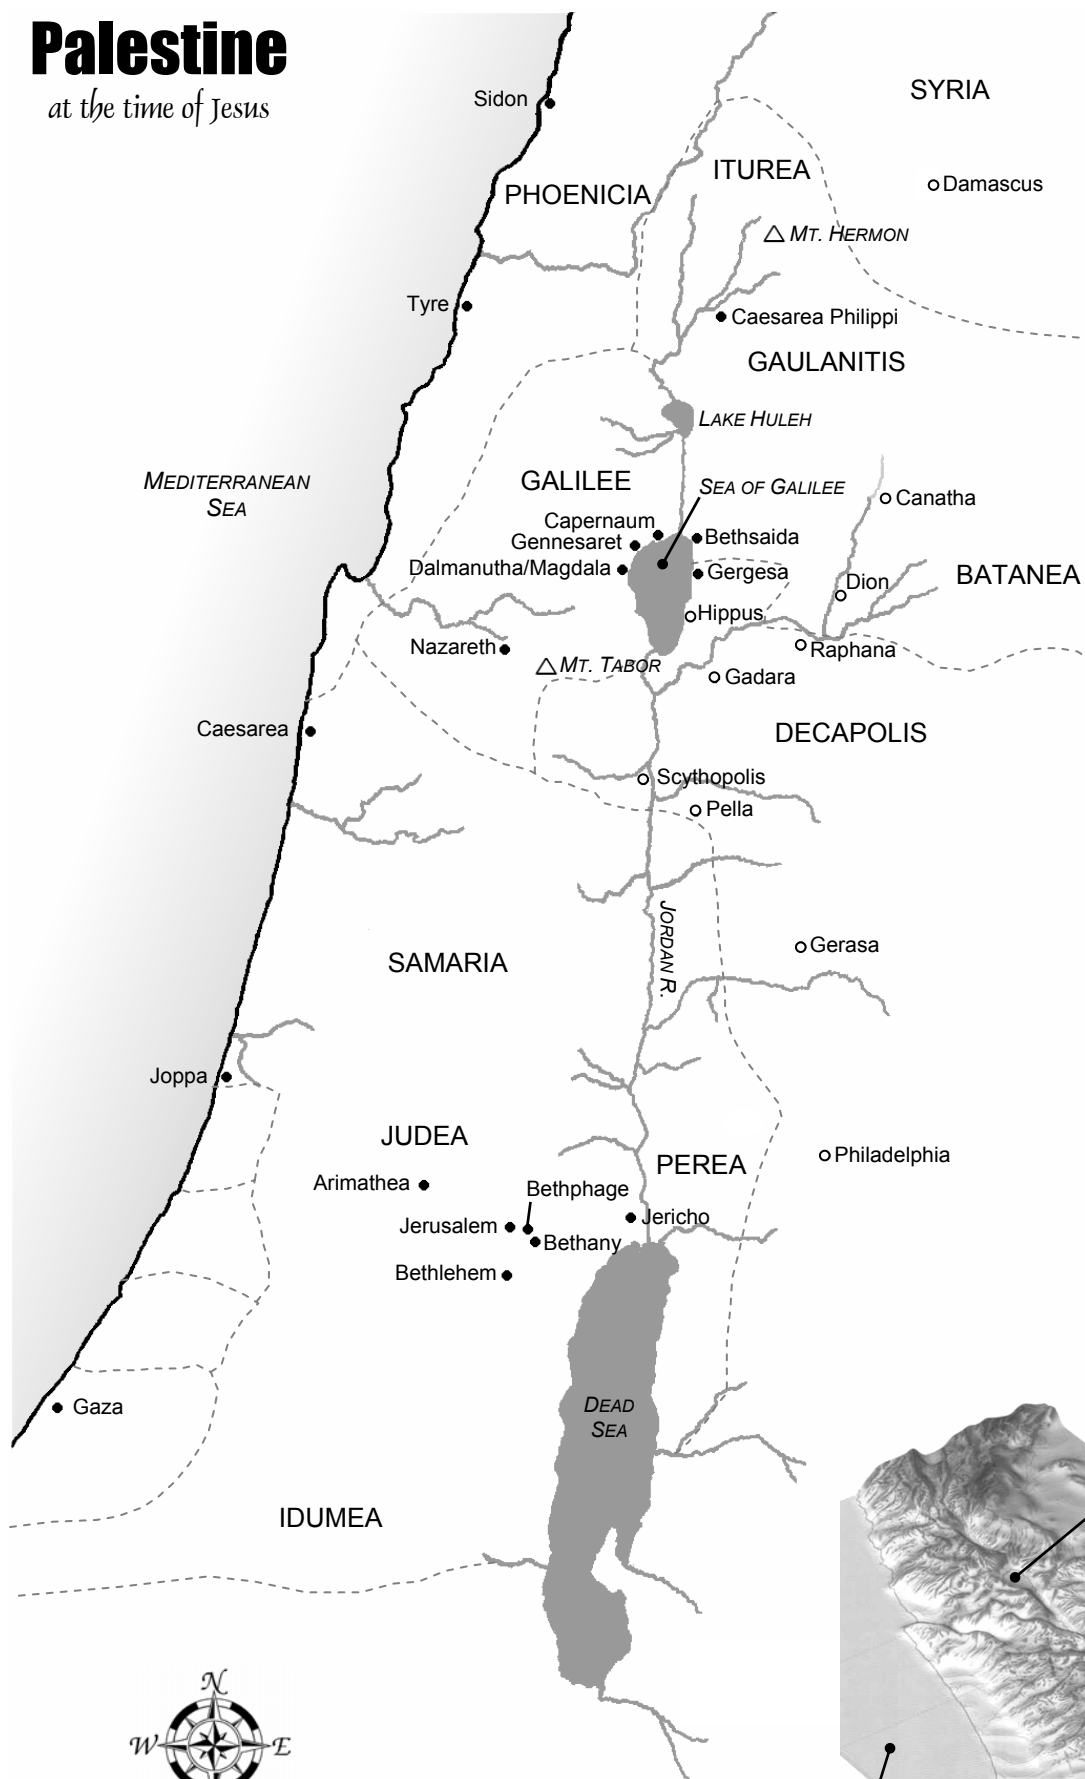 Palestine
at the time of Jesus
SYRIA
Sidon
ITUREA
Damascus
PHOENICIA
MT. HERMON
Tyre
Caesarea Philippi
GAULANITIS
LAKE HULEH
MEDITERRANEAN
SEA
GALILEE
SEA OF GALILEE
Canatha
Capernaum
Gennesaret
Bethsaida
Dalmanutha/Magdala
Gergesa
Dion
BATANEA
Hippus
Nazareth
Raphana
MT. TABOR
Gadara
Caesarea
DECAPOLIS
Scythopolis
Pella
JORDAN R.
Gerasa
SAMARIA
Joppa
JUDEA
Philadelphia
PEREA
Arimathea
Bethphage
Jerusalem
Jericho
Bethany
Bethlehem
Gaza
DEAD
SEA
IDUMEA
N
W
E